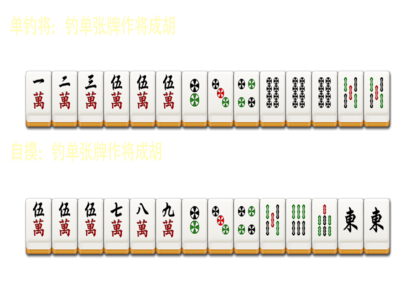 单钓将：钓单张牌作将成胡
一 二 三 伍 伍 伍
萬 萬 萬 萬 萬 萬
自摸：钓单张牌作将成胡
伍 伍 伍 七 八 九 東 東
萬 萬 萬 萬 萬 萬